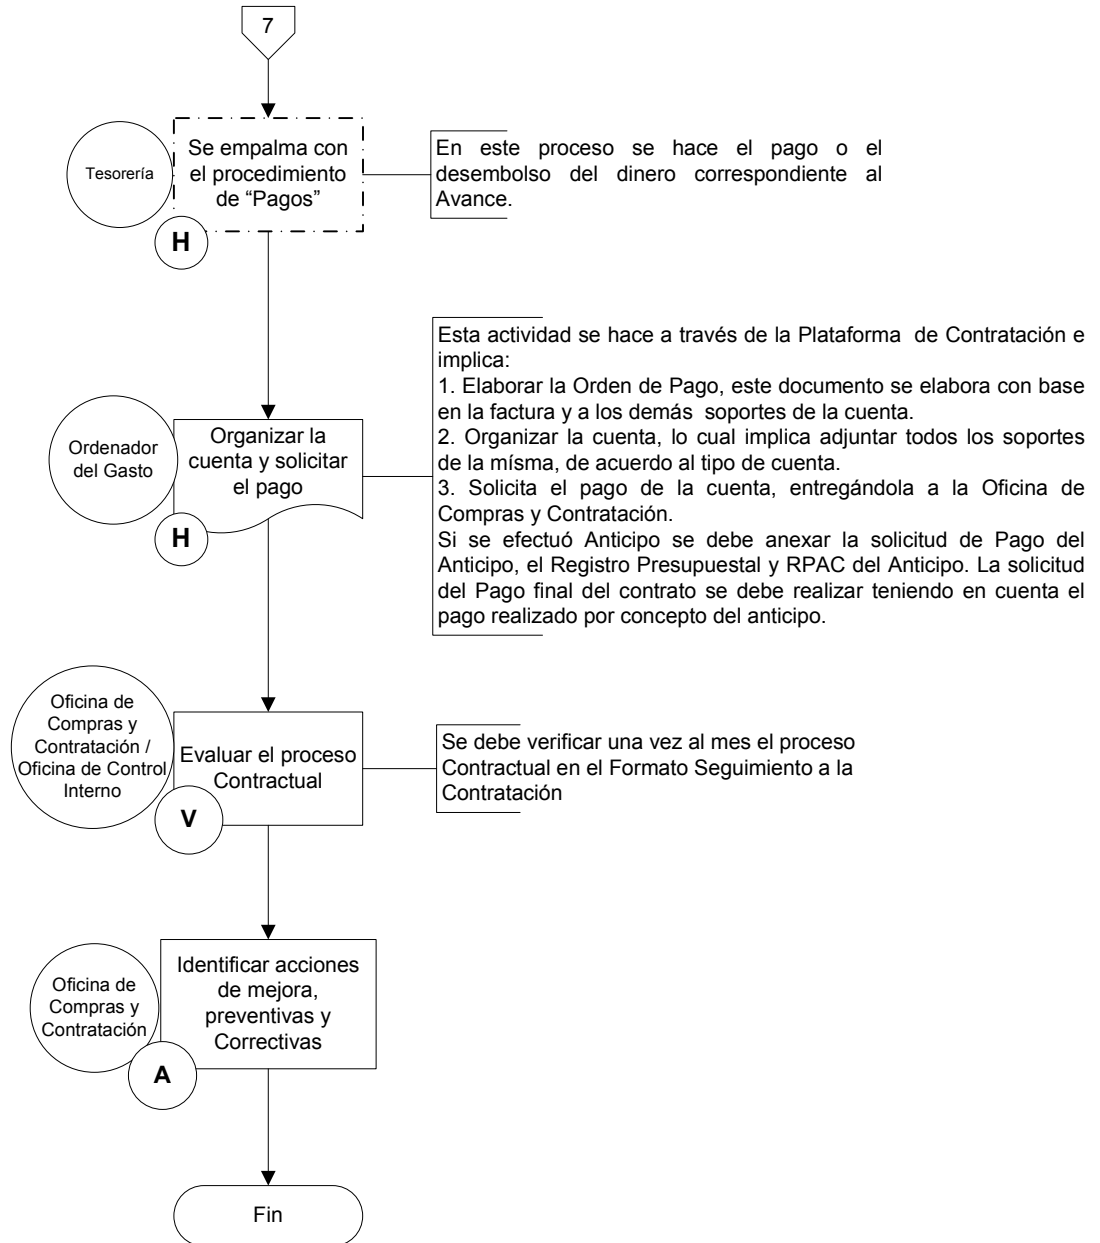 7
Tesorería
Se empalma con
el procedimiento
de “Pagos”
H
En este proceso se hace el pago o el
desembolso del dinero correspondiente al
Avance.
Ordenador
del Gasto
Organizar la
cuenta y solicitar
el pago
H
Esta actividad se hace a través de la Plataforma de Contratación e
implica:
1. Elaborar la Orden de Pago, este documento se elabora con base
en la factura y a los demás soportes de la cuenta.
2. Organizar la cuenta, lo cual implica adjuntar todos los soportes
de la mísma, de acuerdo al tipo de cuenta.
3. Solicita el pago de la cuenta, entregándola a la Oficina de
Compras y Contratación.
Si se efectuó Anticipo se debe anexar la solicitud de Pago del
Anticipo, el Registro Presupuestal y RPAC del Anticipo. La solicitud
del Pago final del contrato se debe realizar teniendo en cuenta el
pago realizado por concepto del anticipo.
Oficina de
Compras y
Contratación /
Oficina de Control
Interno
Evaluar el proceso
Contractual
V
Se debe verificar una vez al mes el proceso
Contractual en el Formato Seguimiento a la
Contratación
Oficina de
Compras y
Contratación
Identificar acciones
de mejora,
preventivas y
Correctivas
A
Fin